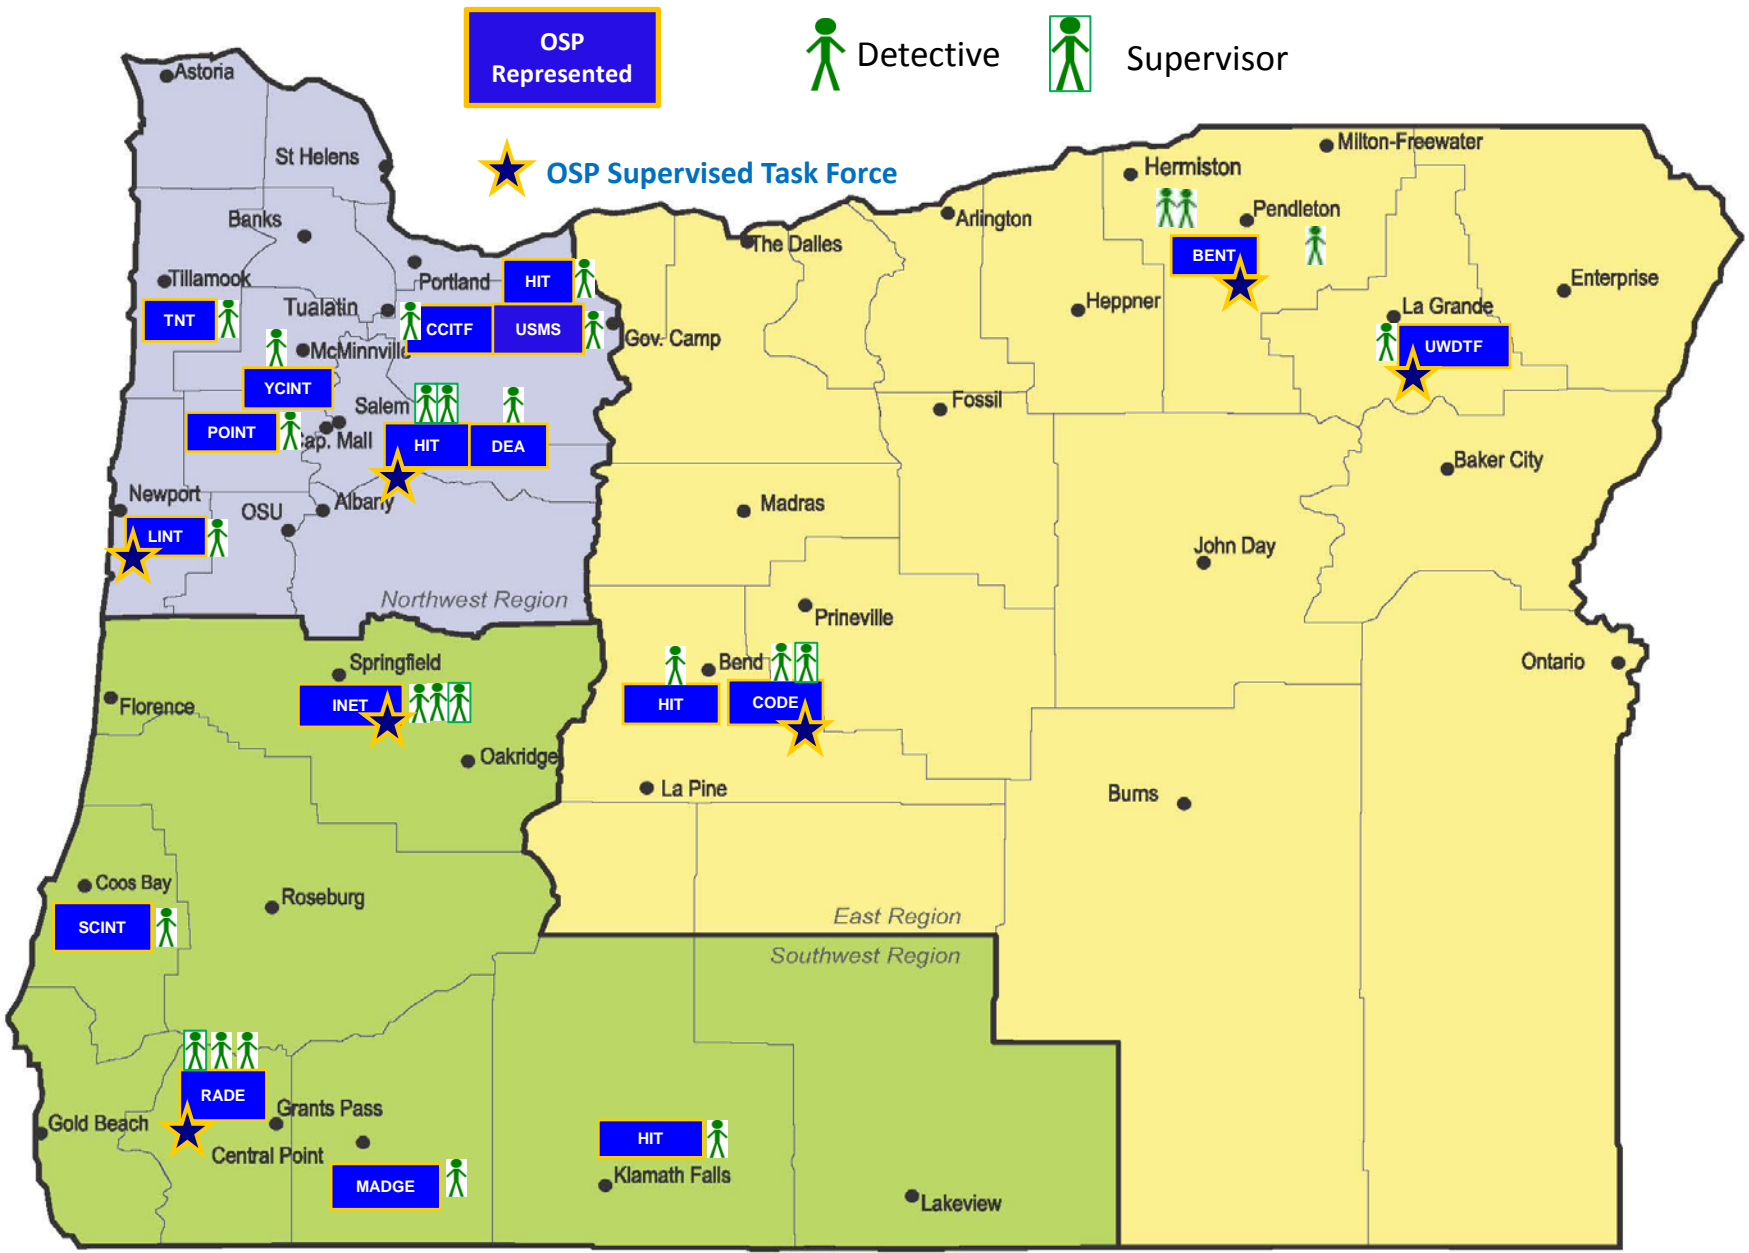 OSP
Represented
Detective
Supervisor
OSP Supervised Task Force
Astoria
St Helens
Banks
Tillamook
Portland
HIT
TNT
Tualatin
CCITF
USMS
Gov. Camp
McMinnville
YCINT
Salem
POINT
Cap. Mall
HIT
DEA
Newport
OSU
Albany
LINT
Northwest Region
The Dalles
Arlington
Hermiston
Milton-Freewater
Pendleton
BENT
Heppner
Enterprise
La Grande
UWDTF
Fossil
Baker City
Madras
John Day
Prineville
Bend
HIT
CODE
Ontario
La Pine
Burns
East Region
Southwest Region
Springfield
Florence
INET
Oakridge
Coos Bay
Roseburg
SCINT
RADE
Grants Pass
Gold Beach
Central Point
MADGE
HIT
Klamath Falls
Lakeview